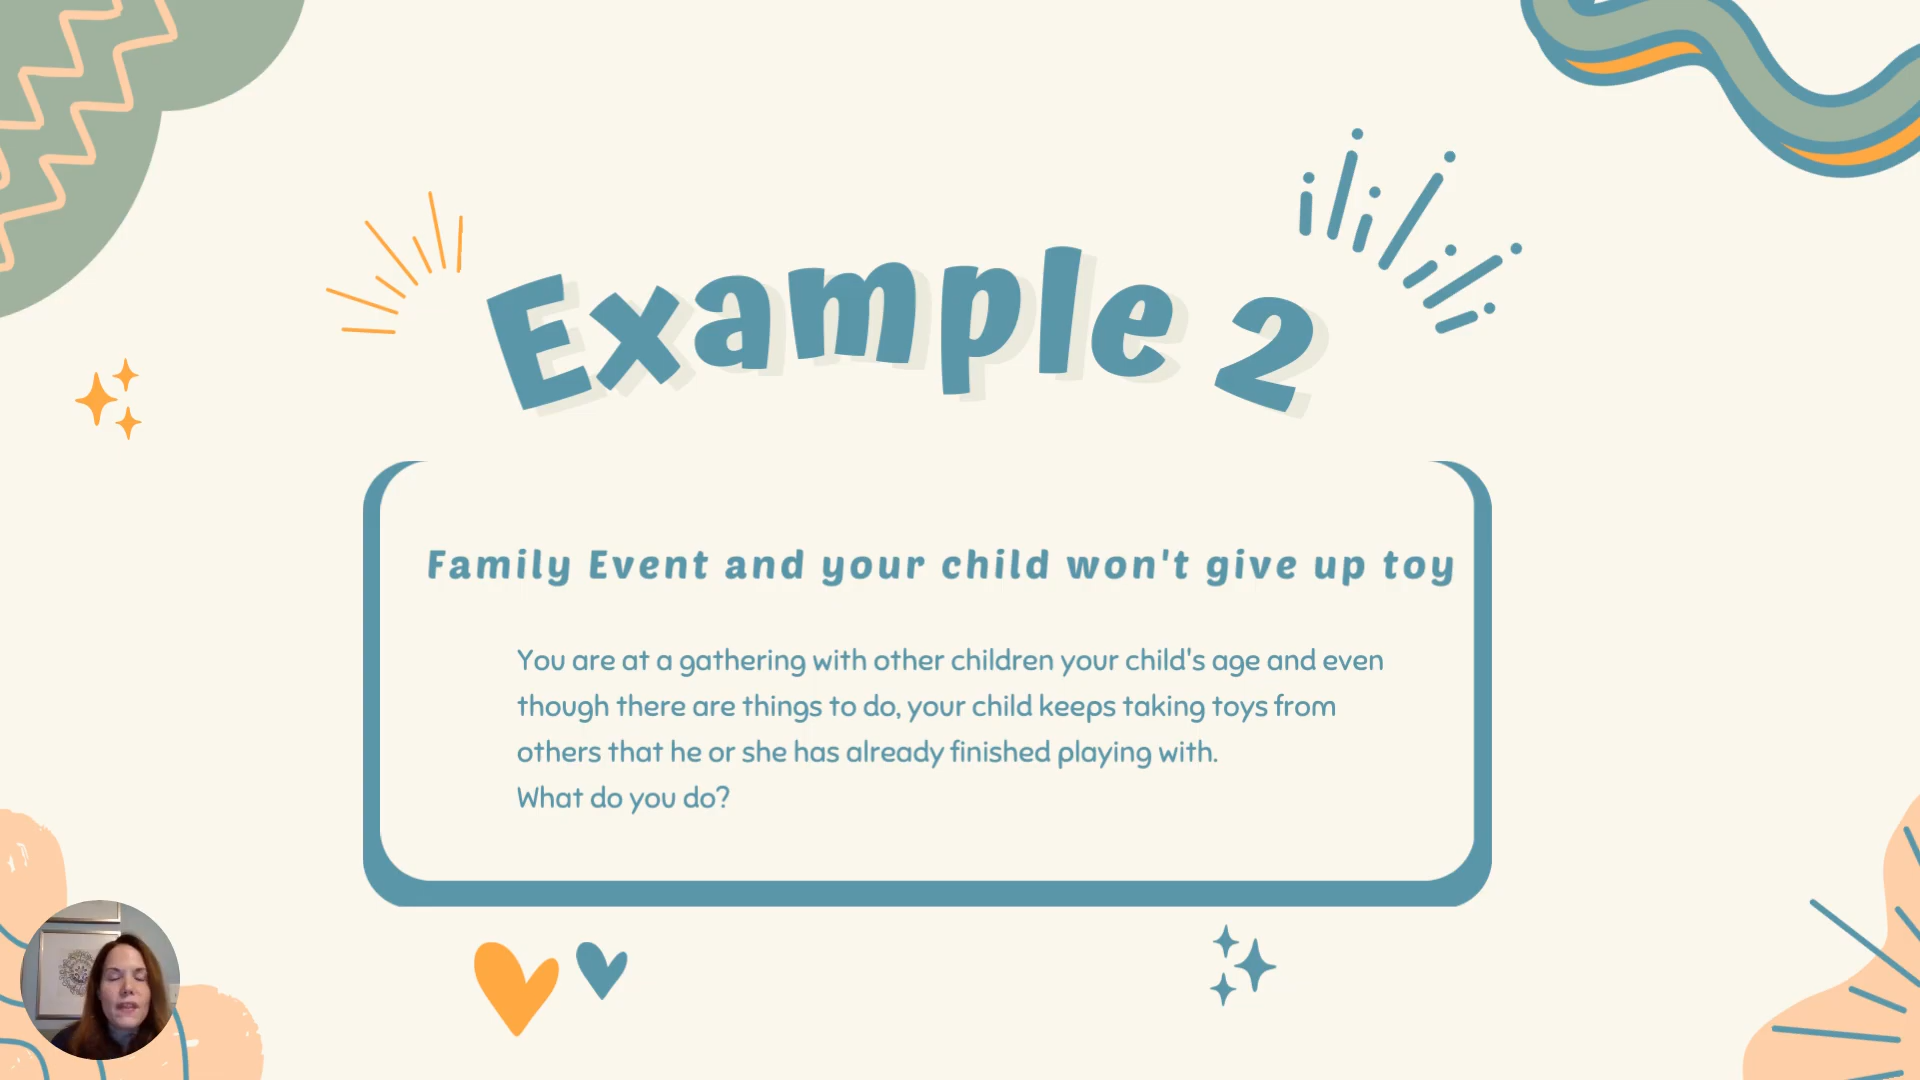 Example 2
Family Event and your child won't give up toy
You are at a gathering with other children your child's age and even
though there are things to do, your child keeps taking toys from
others that he or she has already finished playing with.
What do you do?